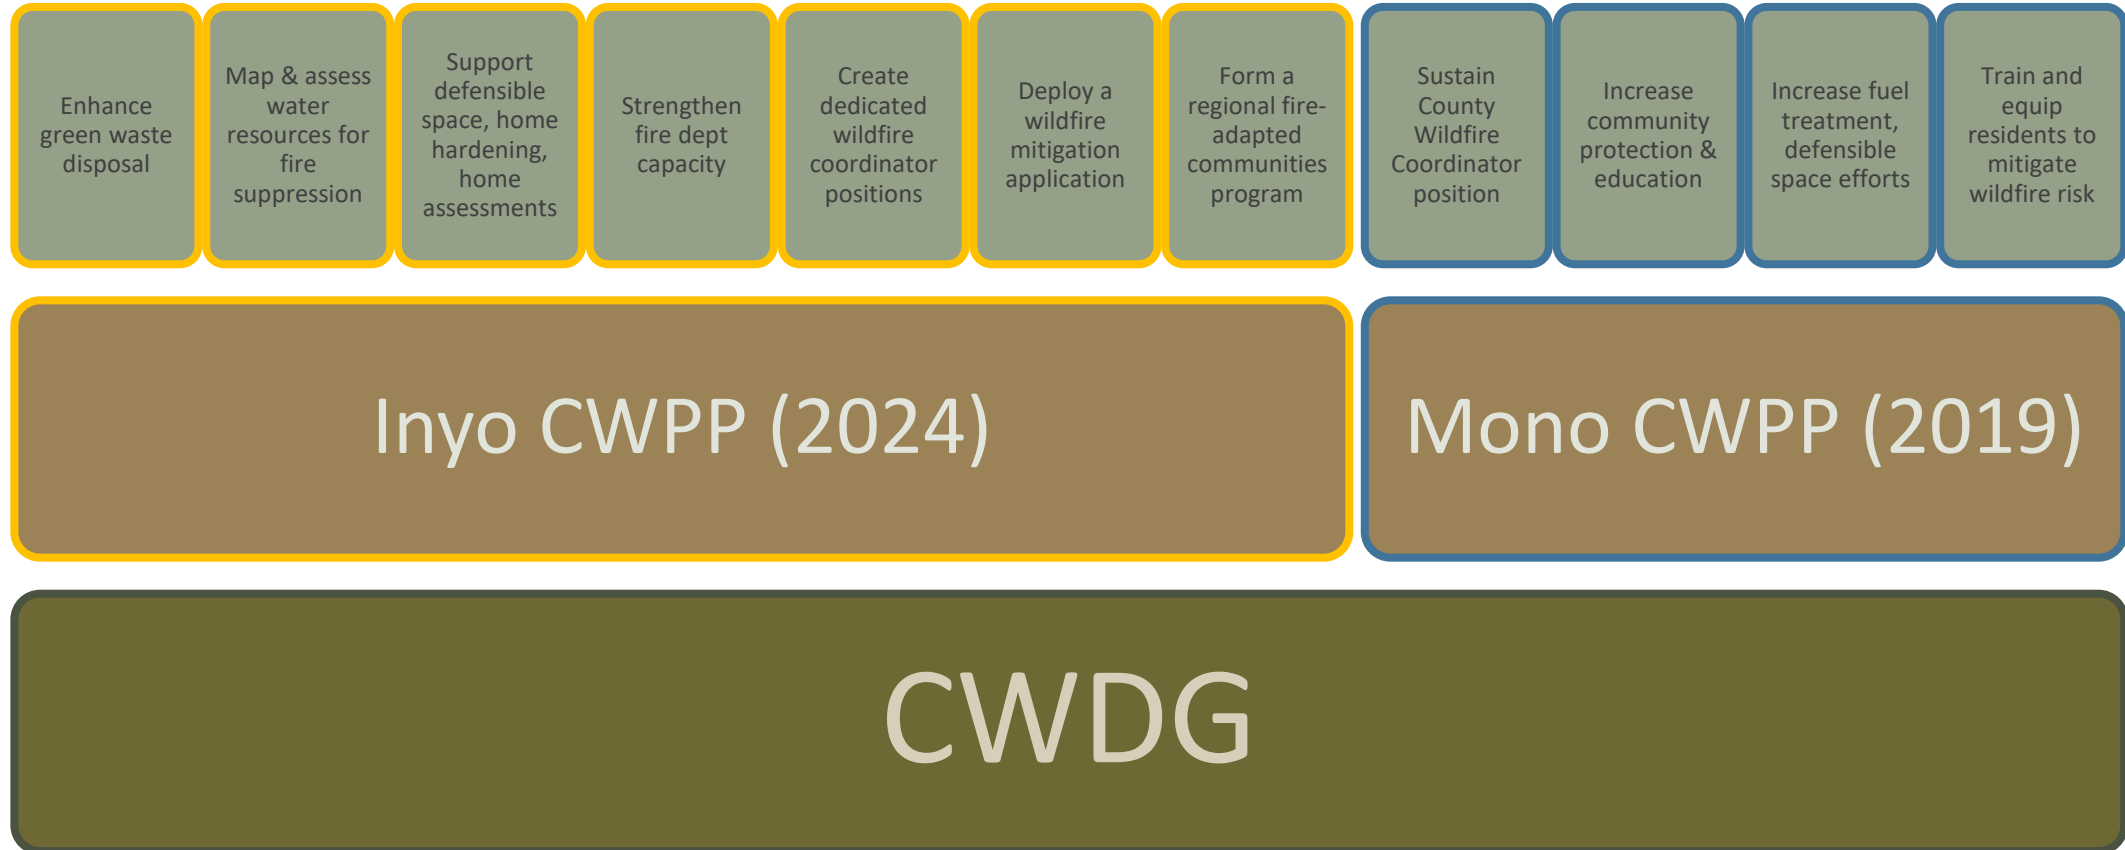 Enhance
green waste
disposal
Map & assess
water
resources for
fire
suppression
Support
defensible
space, home
hardening,
home
assessments
Strengthen
fire dept
capacity
Create
dedicated
wildfire
coordinator
positions
Deploy a
wildfire
mitigation
application
Form a
regional fire-
adapted
communities
program
Sustain
County
Wildfire
Coordinator
position
Increase
community
protection &
education
Increase fuel
treatment,
defensible
space efforts
Train and
equip
residents to
mitigate
wildfire risk
Inyo CWPP (2024)
Mono CWPP (2019)
CWDG